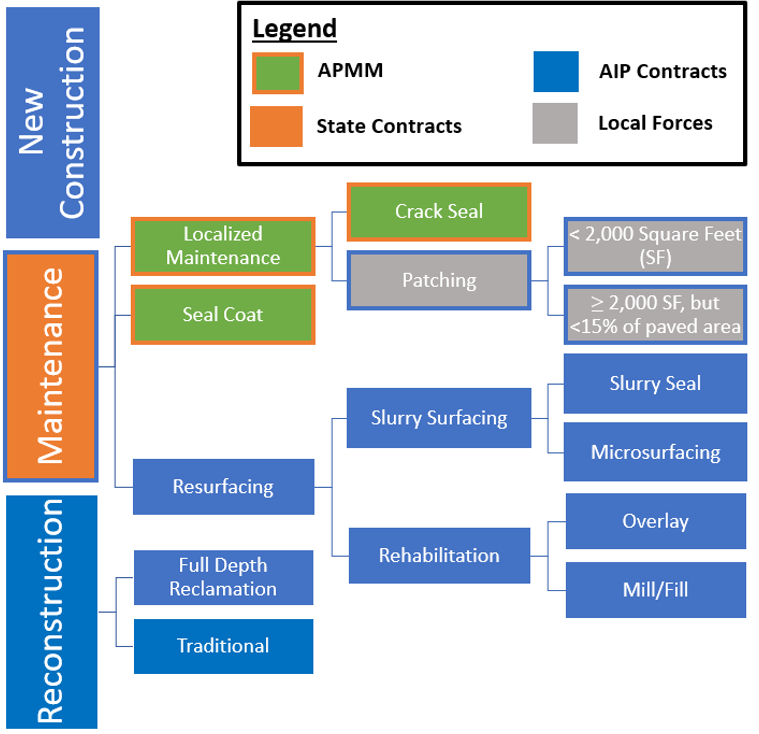 Legend
APMM
AIP Contracts
State Contracts
Local Forces
New
Construction
Maintenance
Localized
Maintenance
Crack Seal
Patching
< 2,000 Square Feet
(SF)
≥ 2,000 SF, but
<15% of paved area
Seal Coat
Resurfacing
Slurry Surfacing
Slurry Seal
Microsurfacing
Rehabilitation
Overlay
Mill/Fill
Reconstruction
Full Depth
Reclamation
Traditional